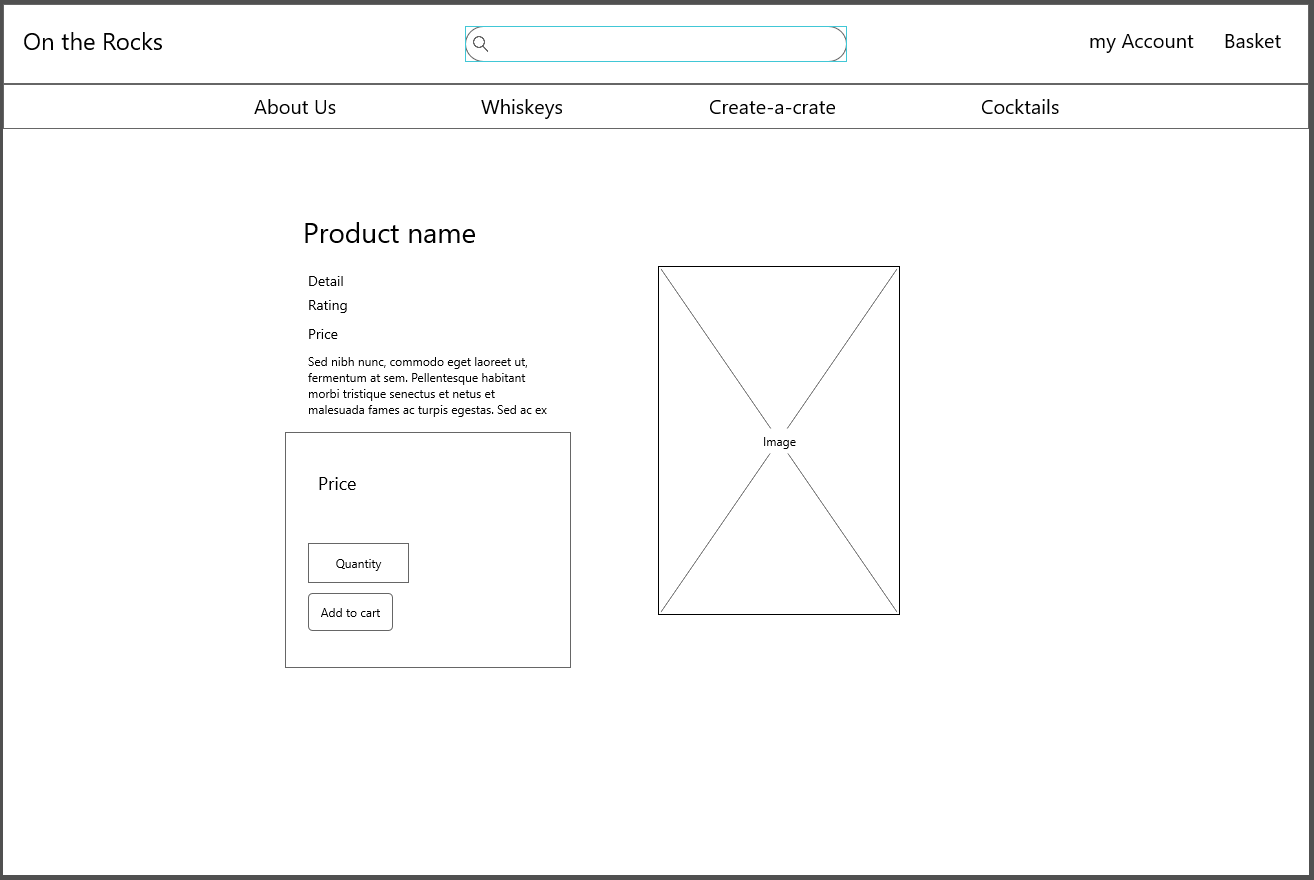 On the Rocks
my Account
Basket
About Us
Whiskeys
Create-a-crate
Cocktails
Product name
Detail
Rating
Price
Sed nibh nunc, commodo eget laoreet ut,
fermentum at sem. Pellentesque habitant
morbi tristique senectus et netus et
malesuada fames ac turpis egestas. Sed ac ex
Price
Quantity
Add to cart
Image